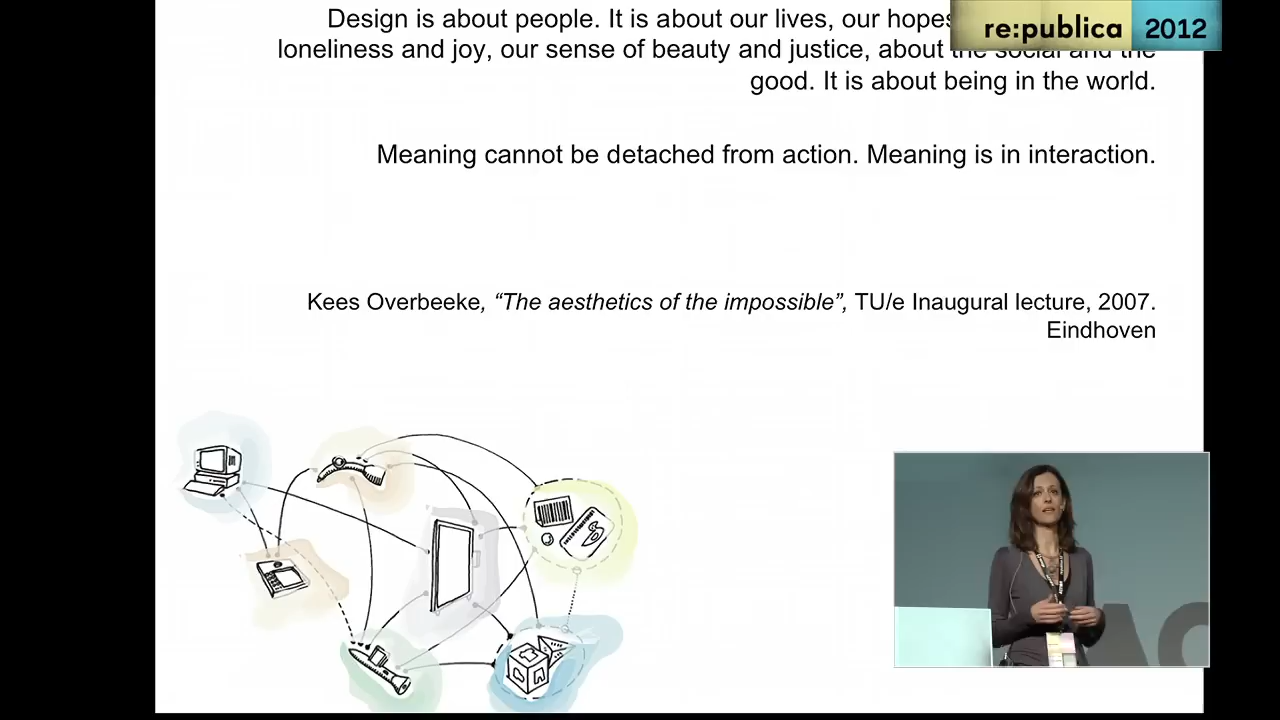 Design is about people. It is about our lives, our hopes
re:publica 2012
loneliness and joy, our sense of beauty and justice, about the social and the
good. It is about being in the world.
Meaning cannot be detached from action. Meaning is in interaction.
Kees Overbeeke, “The aesthetics of the impossible”, TU/e Inaugural lecture, 2007.
Eindhoven